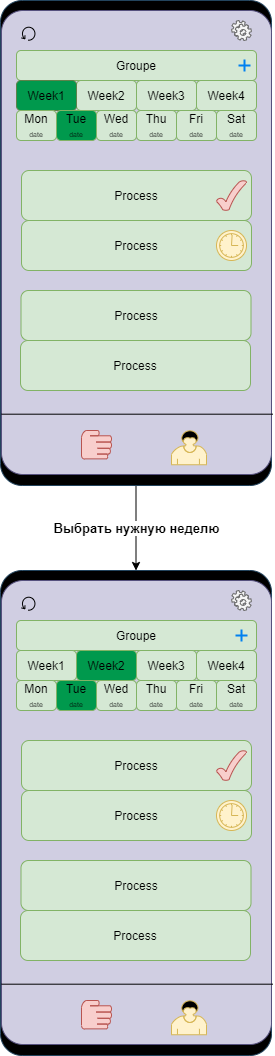 Groupe +
Week1 Week2 Week3 Week4
Mon Tue Wed Thu Fri Sat
date date date date date date
Process
Process
Process
Process
Выбрать нужную неделю
Groupe +
Week1 Week2 Week3 Week4
Mon Tue Wed Thu Fri Sat
date date date date date date
Process
Process
Process
Process